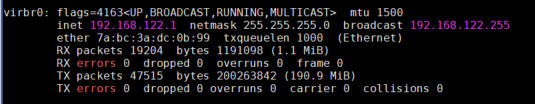 virbr0: flags=4163<UP,BROADCAST,RUNNING,MULTICAST>  mtu 1500
inet 192.168.122.1  netmask 255.255.255.0  broadcast 192.168.122.255
ether 7a:bc:3a:dc:0b:99  txqueuelen 1000  (Ethernet)
RX packets 19204  bytes 1191098 (1.1 MiB)
RX errors 0  dropped 0  overruns 0  frame 0
TX packets 47515  bytes 200263842 (190.9 MiB)
TX errors 0  dropped 0 overruns 0  carrier 0  collisions 0